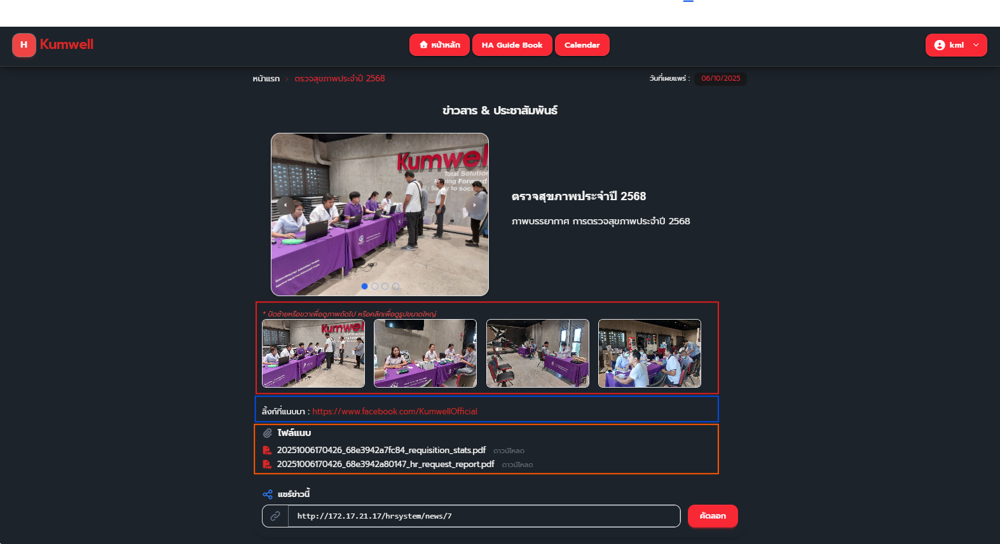 H Kumwell
หน้าหลัก
HA Guide Book
Calendar
kml
หน้าแรก > ตรวจสุขภาพประจำปี 2568
วันที่เผยแพร่ : 06/10/2025
ข่าวสาร & ประชาสัมพันธ์
Kumwel
Total Solution
Moving Forward
ตรวจสุขภาพประจำปี 2568
ภาพบรรยากาศ การตรวจสุขภาพประจำปี 2568
* ปัดซ้ายหรือขวาเพื่อดูภาพถัดไป หรือคลิกเพื่อดูรูปขนาดใหญ่
Kumwel
ลิ้งก์ที่แนบมา : https://www.facebook.com/KumwellOfficial
ไฟล์แนบ
20251006170426_68e3942a7fc84_requisition_stats.pdf ดาวน์โหลด
20251006170426_68e3942a80147_hr_request_report.pdf ดาวน์โหลด
แชร์ข่าวนี้
http://172.17.21.17/hrsystem/news/7
คัดลอก